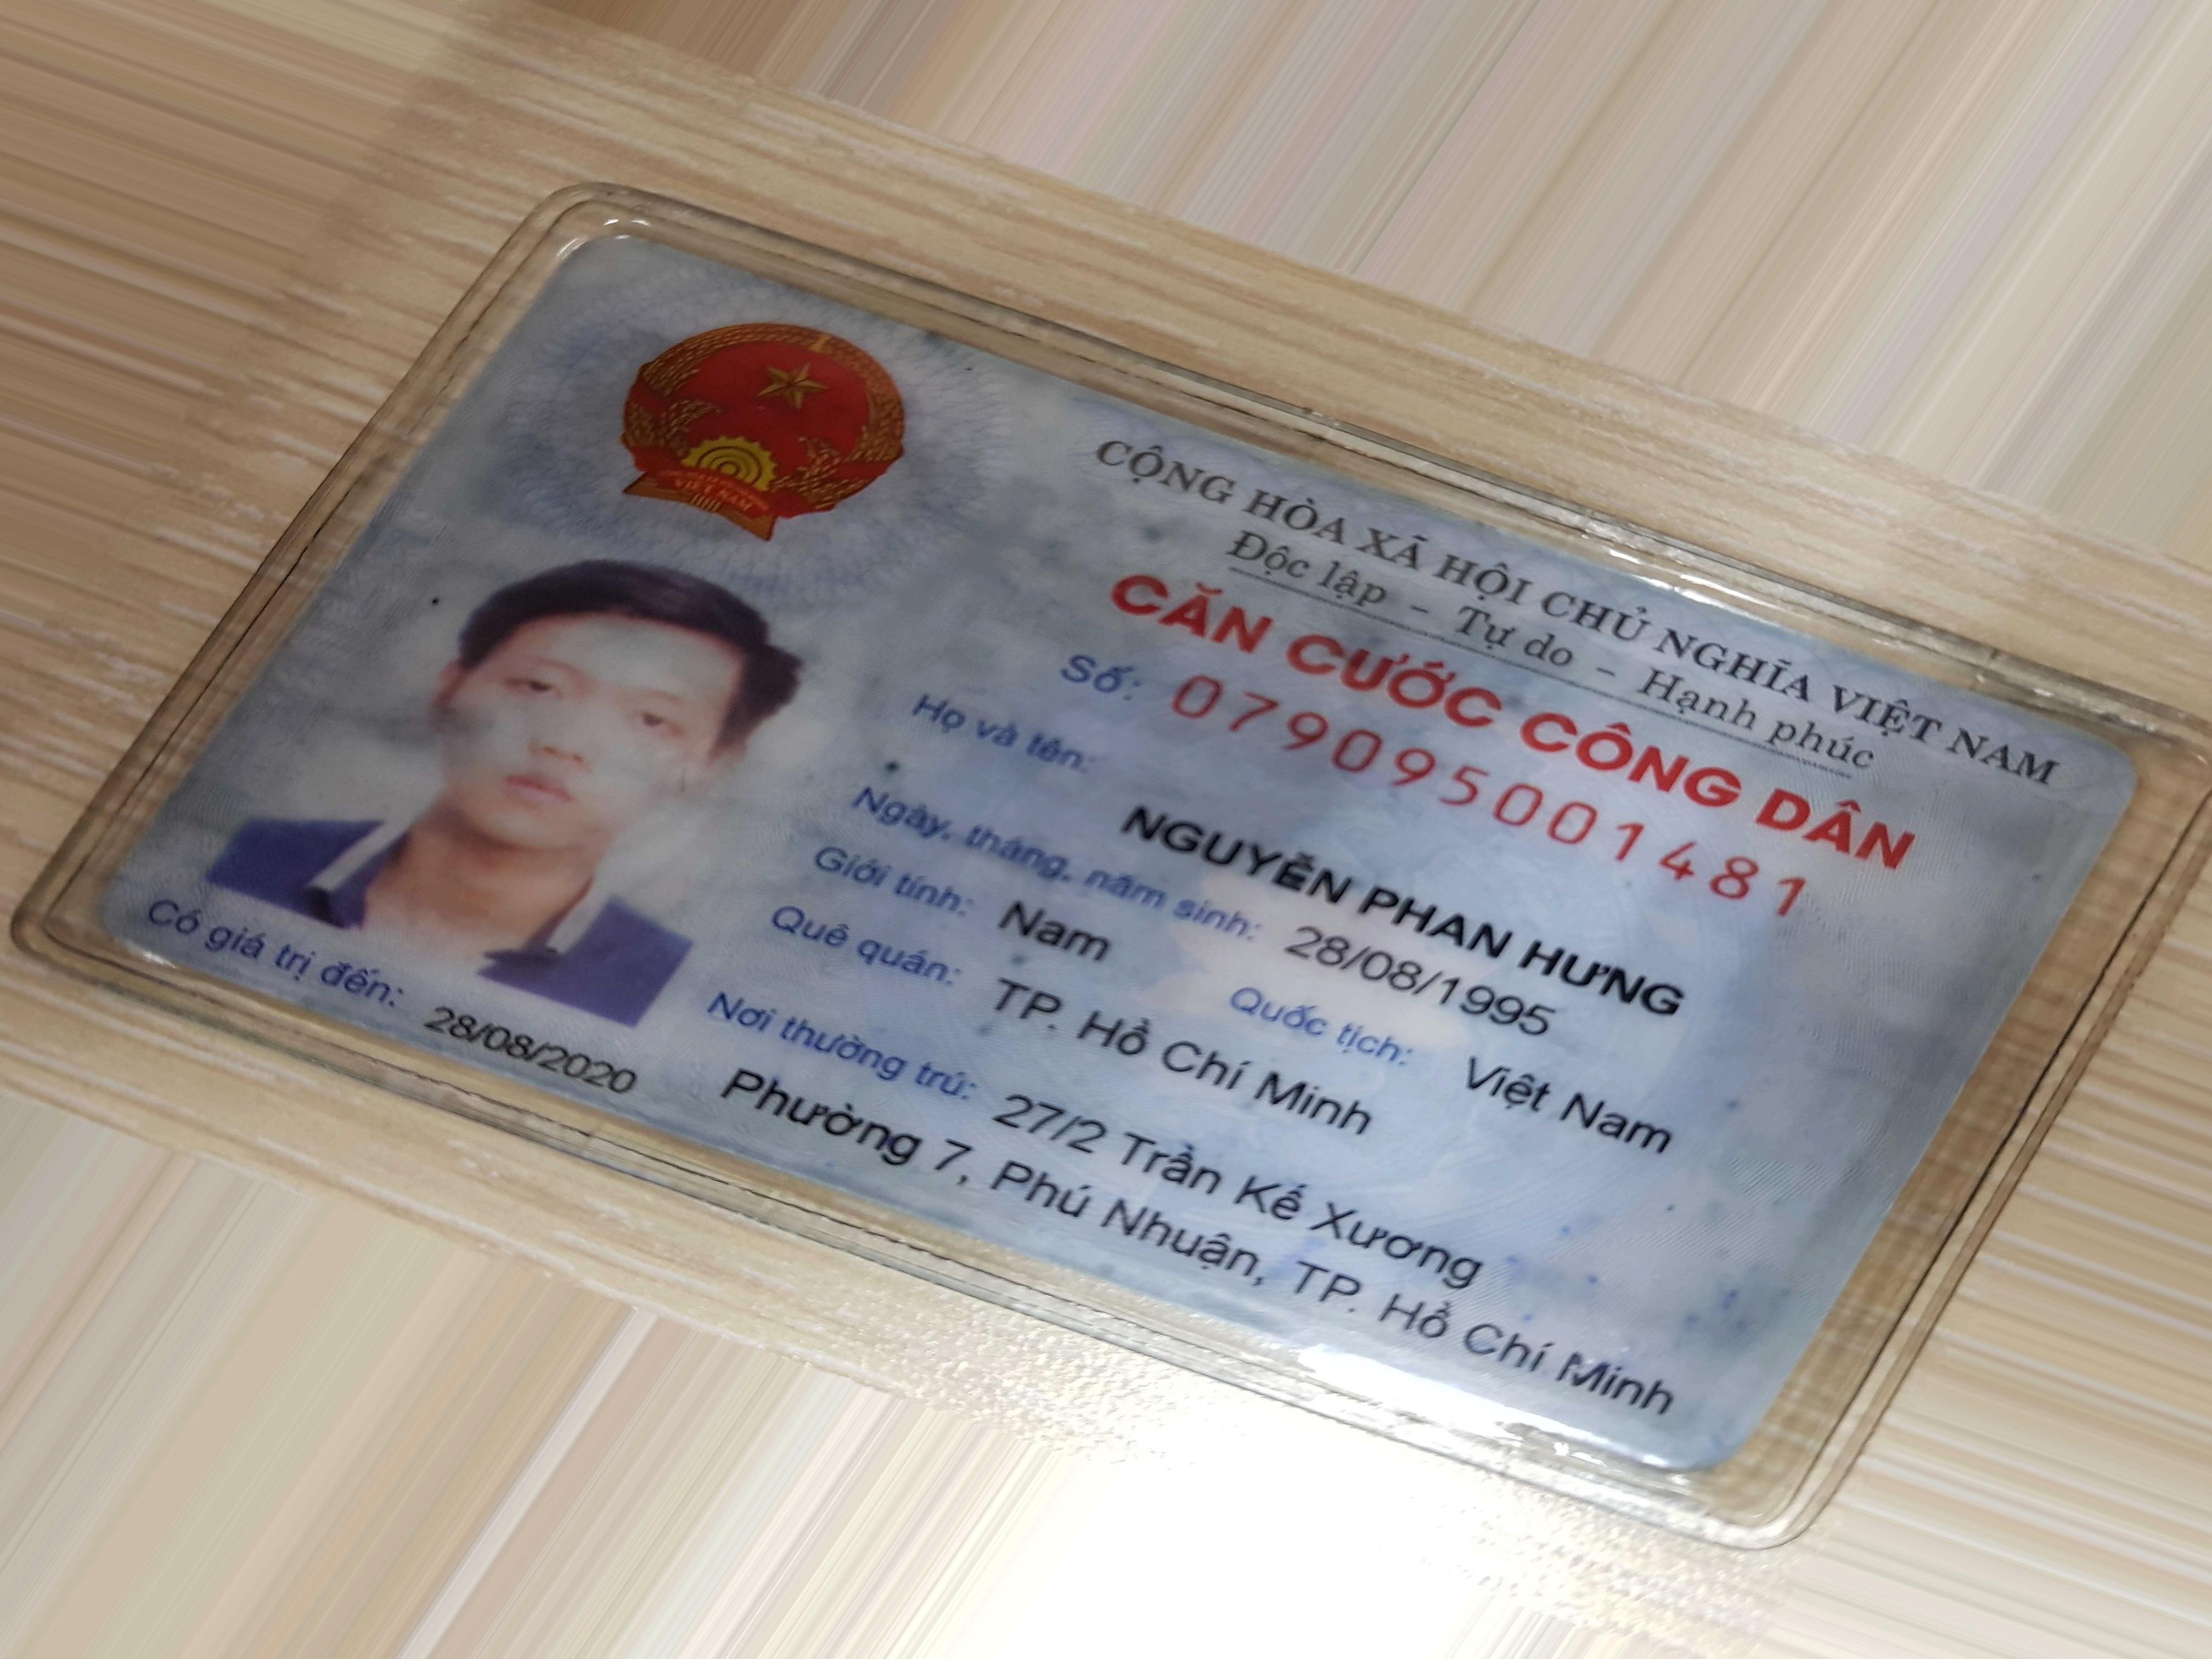 CỘNG HÒA XÃ HỘI CHỦ NGHĨA VIỆT NAM
Độc lập - Tự do - Hạnh phúc
CĂN CƯỚC CÔNG DÂN
Số: 079095001481
Họ và tên:
NGUYỄN PHAN HƯNG
Ngày, tháng, năm sinh: 28/08/1995
Giới tính: Nam Quốc tịch: Việt Nam
Quê quán: TP. Hồ Chí Minh
Nơi thường trú: 27/2 Trần Kế Xương
Phường 7, Phú Nhuận, TP. Hồ Chí Minh
Có giá trị đến: 28/08/2020
VIỆT NAM